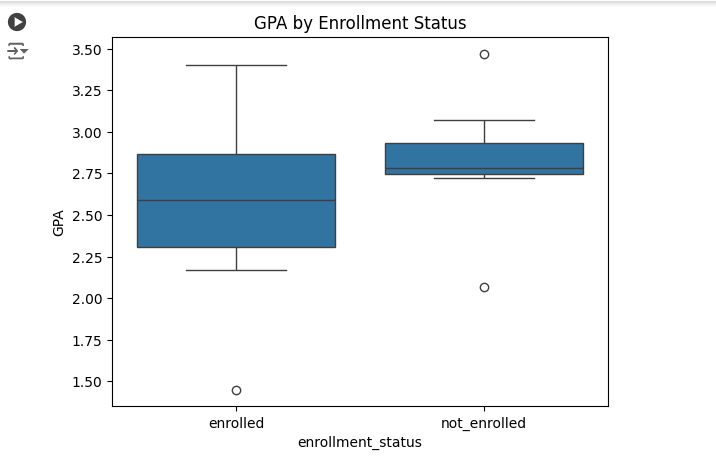 GPA by Enrollment Status
3.50
3.25
3.00
2.75
2.50
2.25
2.00
1.75
1.50
GPA
enrolled
not_enrolled
enrollment_status